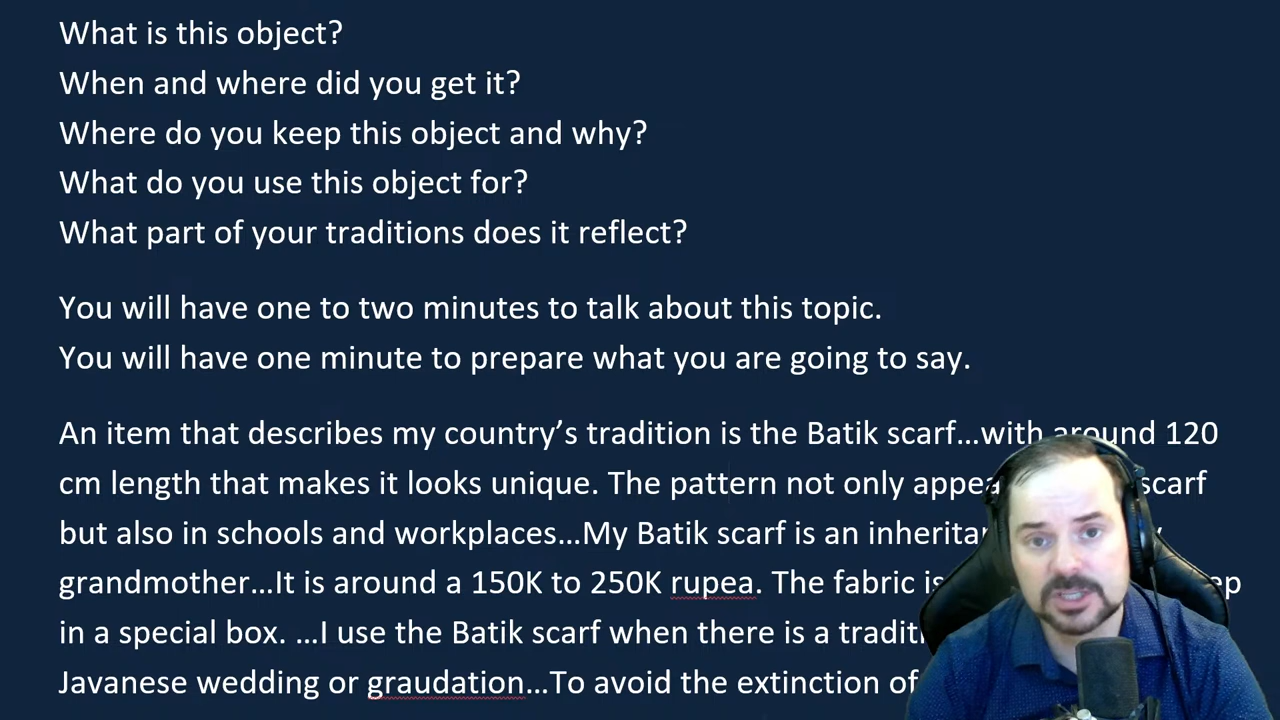 What is this object?
When and where did you get it?
Where do you keep this object and why?
What do you use this object for?
What part of your traditions does it reflect?
You will have one to two minutes to talk about this topic.
You will have one minute to prepare what you are going to say.
An item that describes my country’s tradition is the Batik scarf…with around 120
cm length that makes it looks unique. The pattern not only scarf
but also in schools and workplaces…My Batik scarf is an
grandmother…It is around a 150K to 250K rupea. The fabric
in a special box. …I use the Batik scarf when there is a
Javanese wedding or graudation…To avoid the extinction of